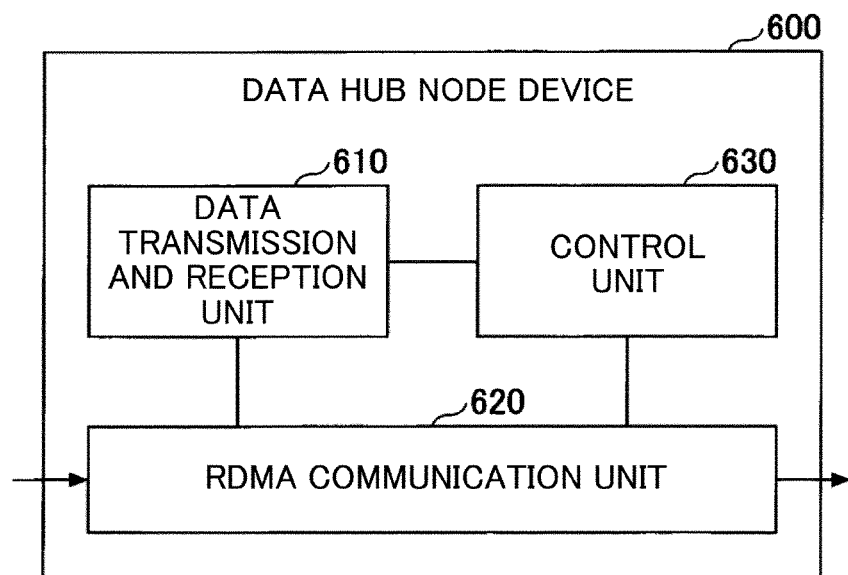 600
DATA HUB NODE DEVICE
610
630
DATA
TRANSMISSION
AND RECEPTION
UNIT
CONTROL
UNIT
620
RDMA COMMUNICATION UNIT